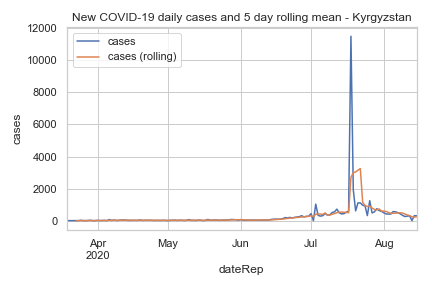 New COVID-19 daily cases and 5 day rolling mean - Kyrgyzstan
cases
cases (rolling)
12000
10000
8000
6000
4000
2000
0
cases
Apr
2020
May
Jun
Jul
Aug
dateRep